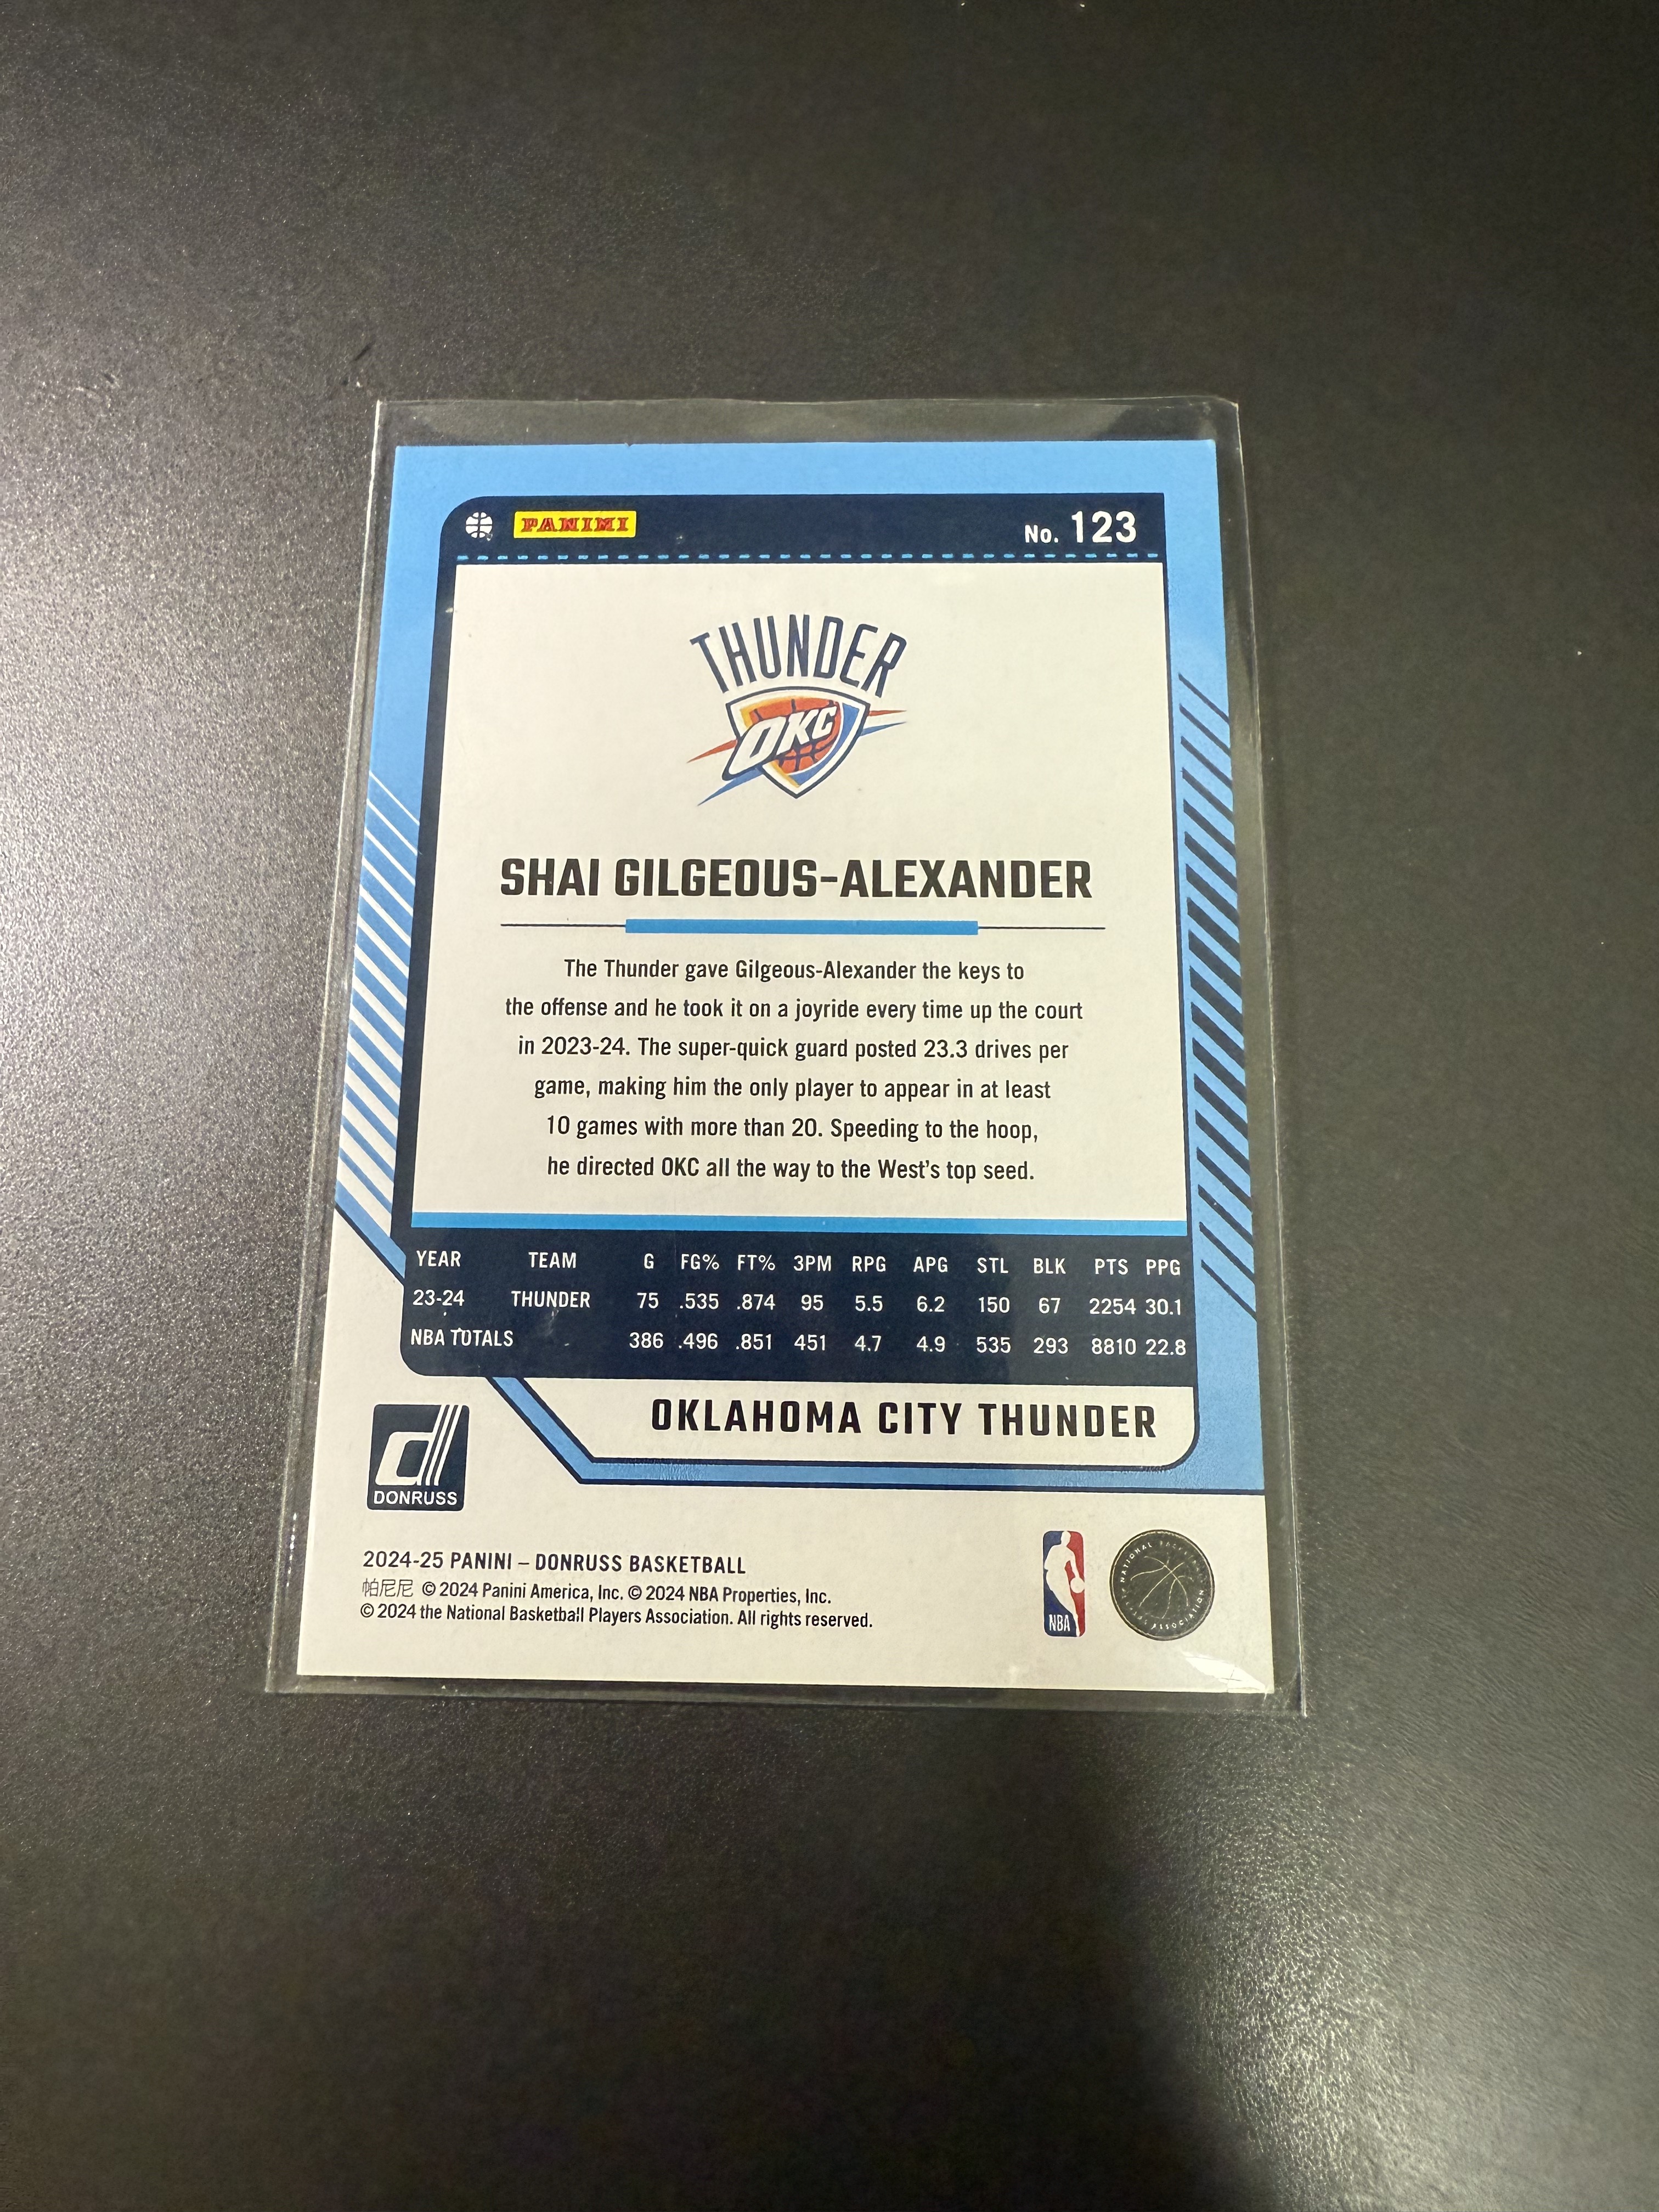 PANINI
No. 123
THUNDER
OKC
SHAI GILGEOUS-ALEXANDER
The Thunder gave Gilgeous-Alexander the keys to
the offense and he took it on a joyride every time up the court
in 2023-24. The super-quick guard posted 23.3 drives per
game, making him the only player to appear in at least
10 games with more than 20. Speeding to the hoop,
he directed OKC all the way to the West's top seed.
YEAR TEAM G FG% FT% 3PM RPG APG STL BLK PTS PPG
23-24 THUNDER 75 .535 .874 95 5.5 6.2 150 67 2254 30.1
NBA TOTALS 386 .496 .851 451 4.7 4.9 535 293 8810 22.8
OKLAHOMA CITY THUNDER
d
DONRUSS
2024-25 PANINI – DONRUSS BASKETBALL
帕尼尼 © 2024 Panini America, Inc. © 2024 NBA Properties, Inc.
© 2024 the National Basketball Players Association. All rights reserved.
NBA
NATIONAL BASKETBALL PLAYERS ASSOCIATION